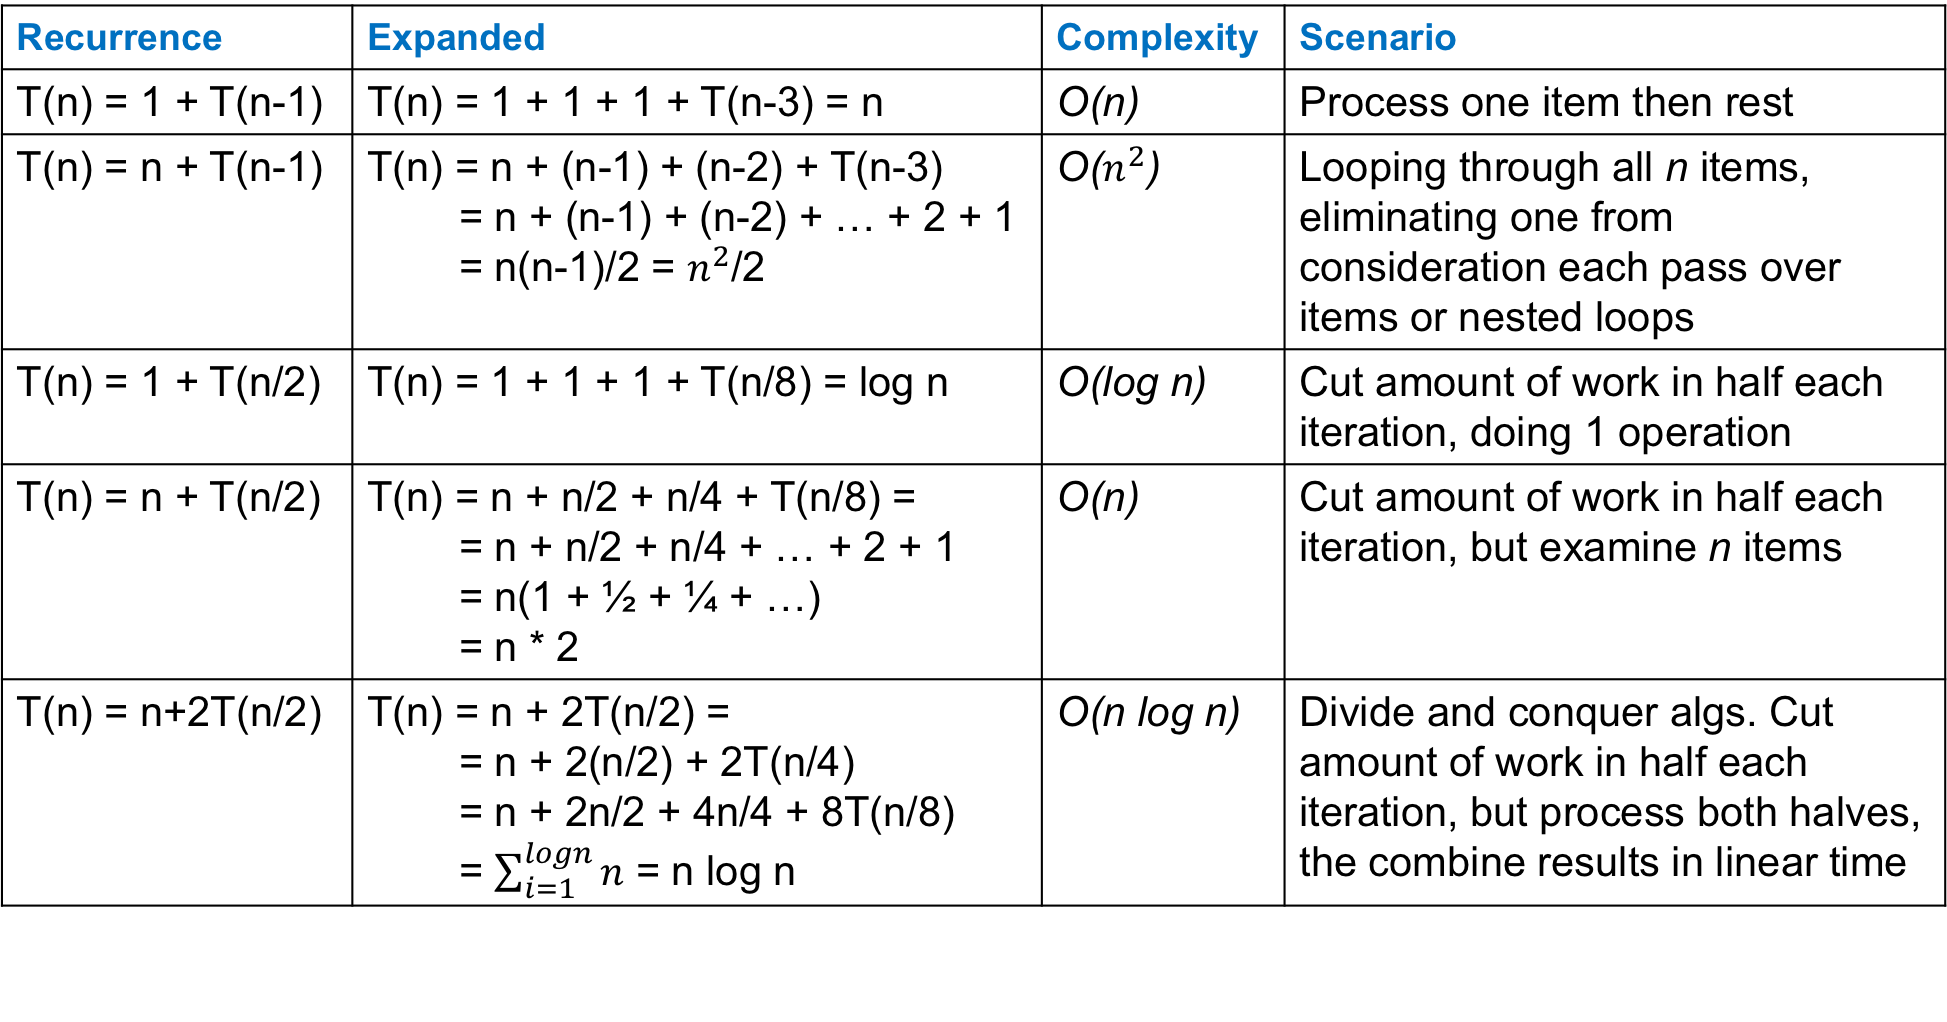 Recurrence Expanded Complexity Scenario
T(n) = 1 + T(n-1) T(n) = 1 + 1 + 1 + T(n-3) = n O(n) Process one item then rest
T(n) = n + T(n-1) T(n) = n + (n-1) + (n-2) + T(n-3) O(n²) Looping through all n items,
= n + (n-1) + (n-2) + … + 2 + 1 eliminating one from
= n(n-1)/2 = n²/2 consideration each pass over
items or nested loops
T(n) = 1 + T(n/2) T(n) = 1 + 1 + 1 + T(n/8) = log n O(log n) Cut amount of work in half each
iteration, doing 1 operation
T(n) = n + T(n/2) T(n) = n + n/2 + n/4 + T(n/8) = O(n) Cut amount of work in half each
= n + n/2 + n/4 + … + 2 + 1 iteration, but examine n items
= n(1 + ½ + ¼ + …)
= n * 2
T(n) = n+2T(n/2) T(n) = n + 2T(n/2) = O(n log n) Divide and conquer algs. Cut
= n + 2(n/2) + 2T(n/4) amount of work in half each
= n + 2n/2 + 4n/4 + 8T(n/8) iteration, but process both halves,
= ∑_{i=1}^{logn} n = n log n the combine results in linear time